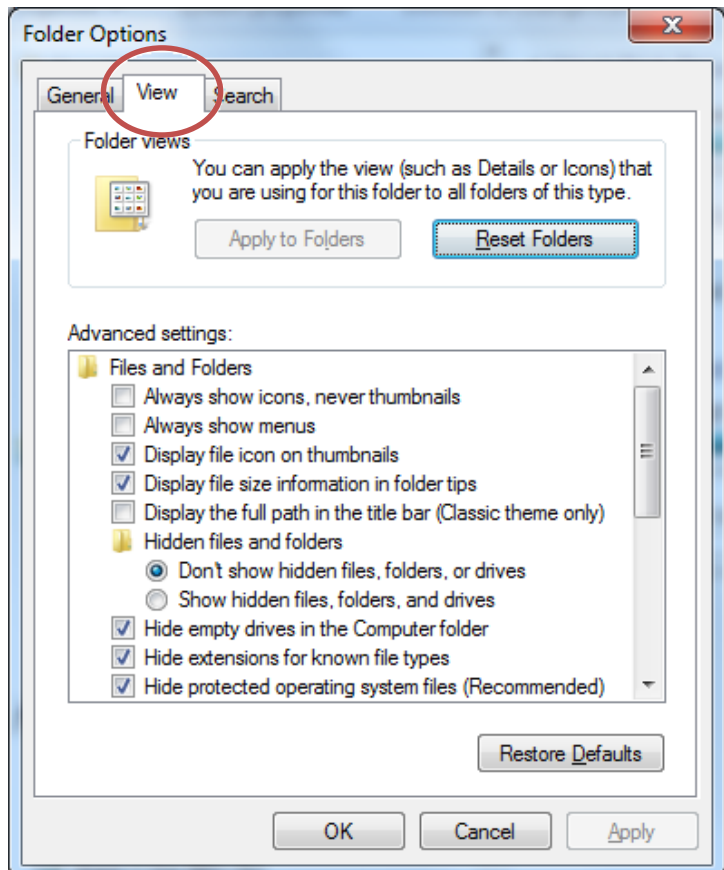 Folder Options
General View Search
Folder views
You can apply the view (such as Details or Icons) that
you are using for this folder to all folders of this type.
Apply to Folders Reset Folders
Advanced settings:
Files and Folders
Always show icons, never thumbnails
Always show menus
Display file icon on thumbnails
Display file size information in folder tips
Display the full path in the title bar (Classic theme only)
Hidden files and folders
Don't show hidden files, folders, or drives
Show hidden files, folders, and drives
Hide empty drives in the Computer folder
Hide extensions for known file types
Hide protected operating system files (Recommended)
Restore Defaults
OK Cancel Apply